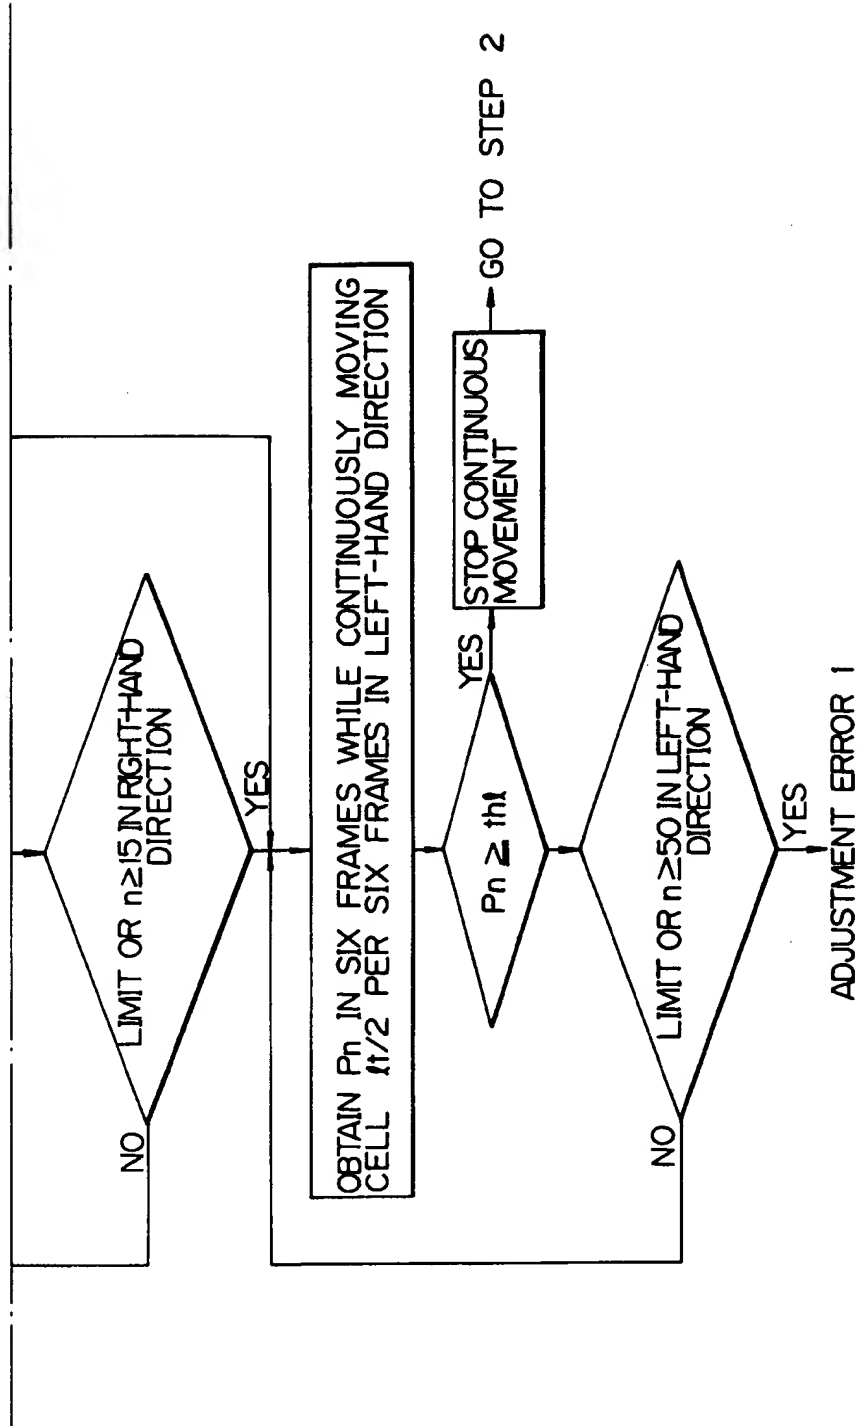 LIMIT OR n≥15 IN RIGHT-HAND
DIRECTION
NO
YES
OBTAIN Pn IN SIX FRAMES WHILE CONTINUOUSLY MOVING
CELL ℓt/2 PER SIX FRAMES IN LEFT-HAND DIRECTION
Pn ≥ thℓ
YES
STOP CONTINUOUS
MOVEMENT
GO TO STEP 2
LIMIT OR n≥50 IN LEFT-HAND
DIRECTION
NO
YES
ADJUSTMENT ERROR 1